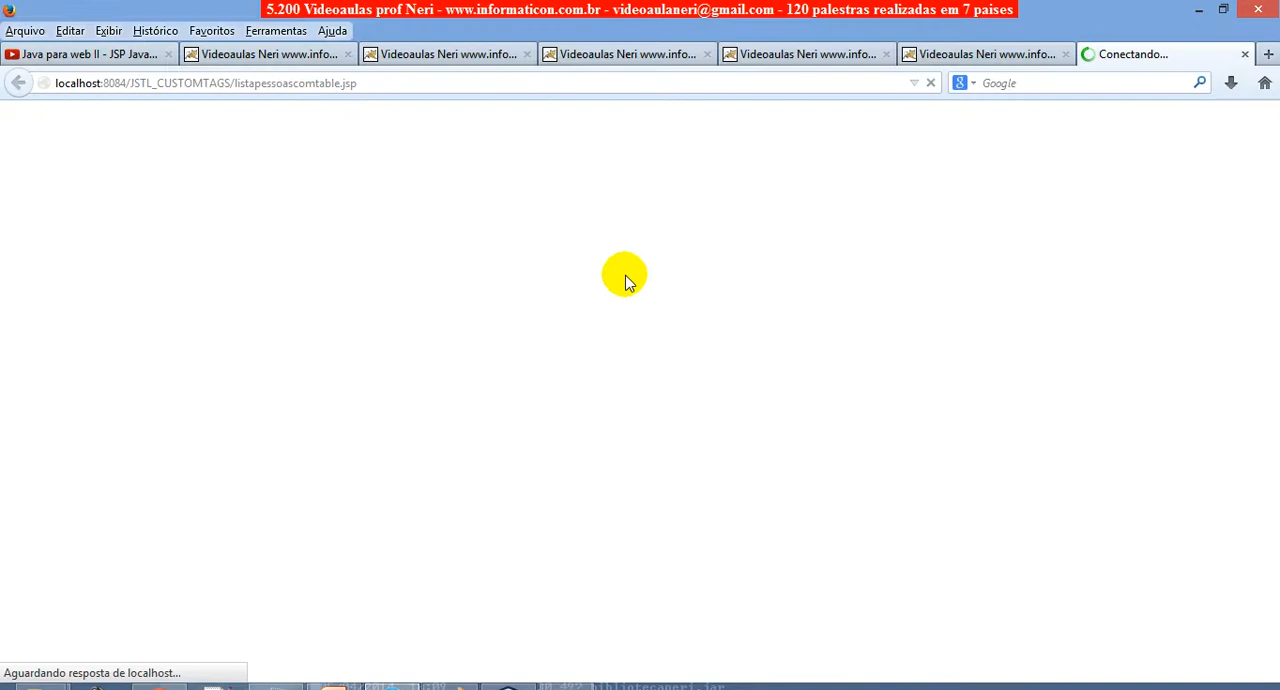 5.200 Videoaulas prof Neri - www.informaticon.com.br - videoaulaneri@gmail.com - 120 palestras realizadas em 7 paises
Arquivo Editar Exibir Histórico Favoritos Ferramentas Ajuda
Java para web II - JSP Java... Videoaulas Neri www.info... Videoaulas Neri www.info... Videoaulas Neri www.info... Videoaulas Neri www.info... Videoaulas Neri www.info... Conectando...
localhost:8084/JSTL_CUSTOMTAGS/listapessoascomtable.jsp Google
Aguardando resposta de localhost...
bibliotecaneri.jar